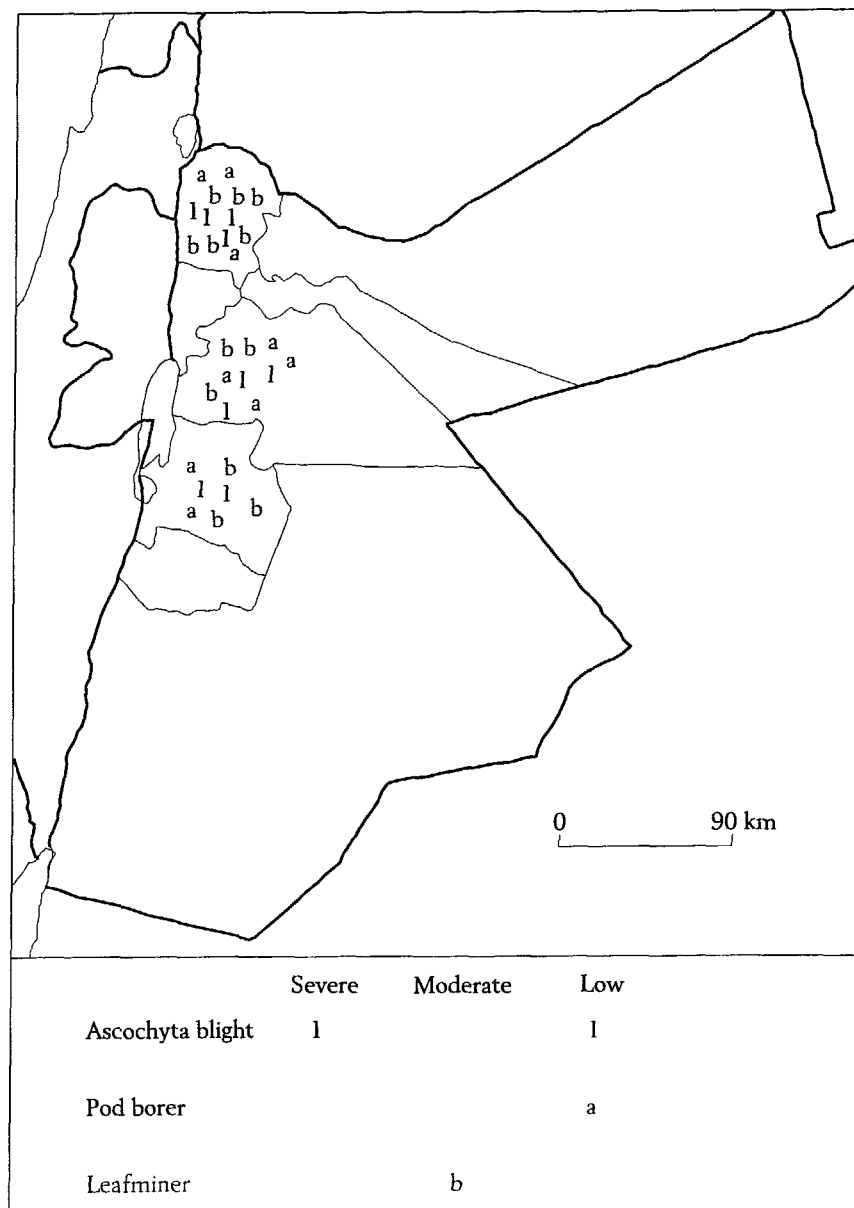 a a
b b b
l l l
b b l b
a
b b a
a l l a
b
l a
a b
l l
a b b
0 90 km
Severe Moderate Low
Ascochyta blight l l
Pod borer a
Leafminer b